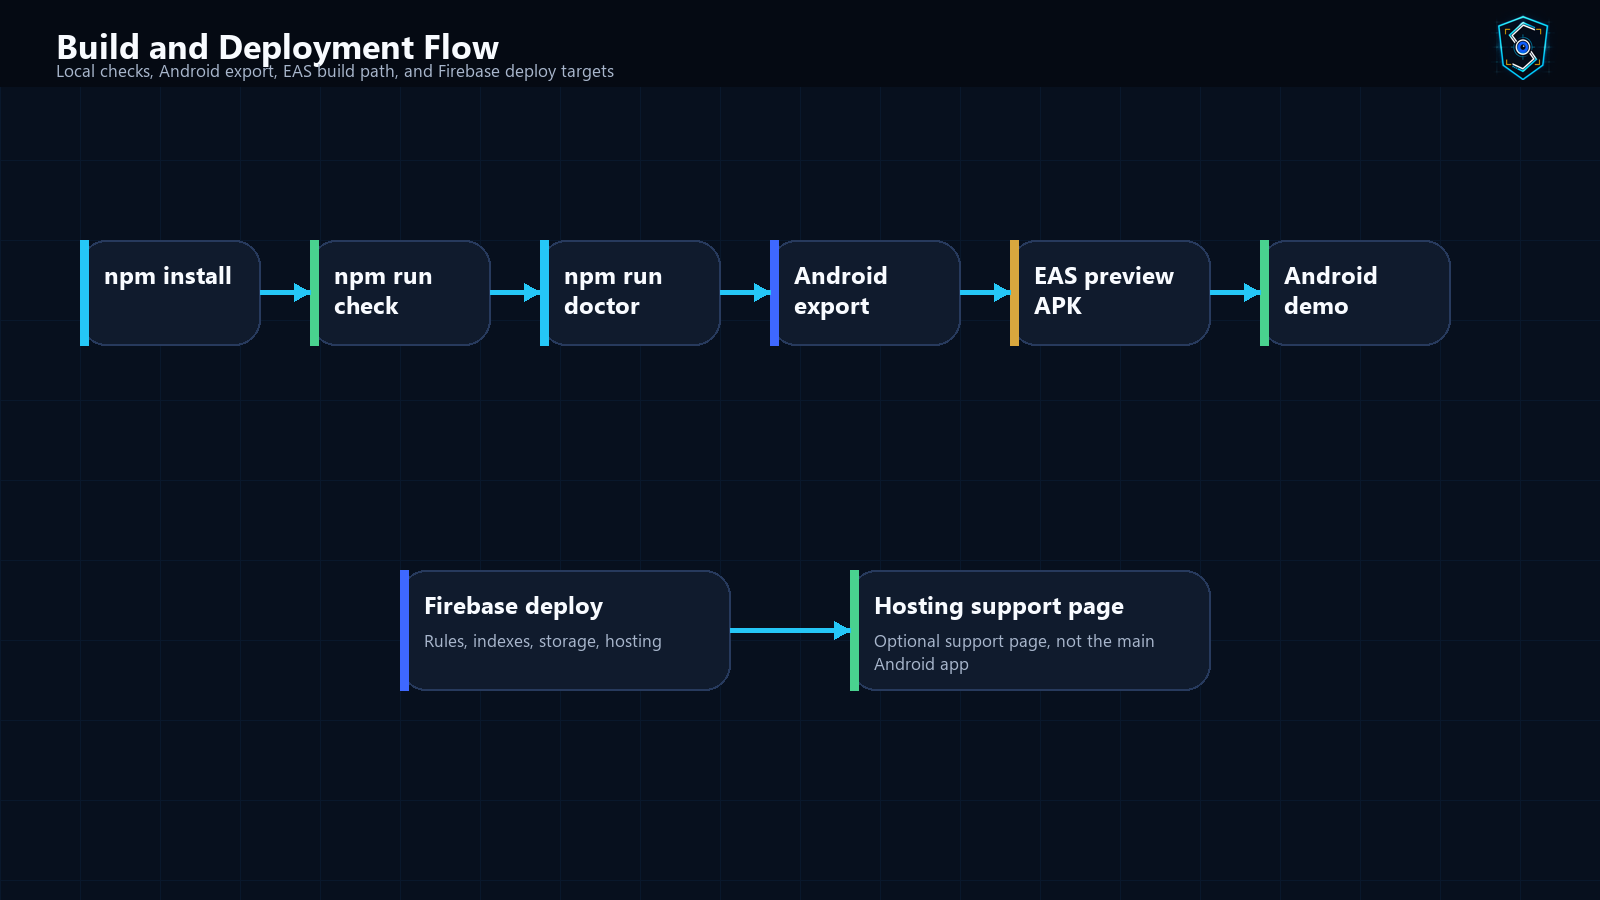 Build and Deployment Flow
Local checks, Android export, EAS build path, and Firebase deploy targets
npm install
npm run
check
npm run
doctor
Android
export
EAS preview
APK
Android
demo
Firebase deploy
Rules, indexes, storage, hosting
Hosting support page
Optional support page, not the main
Android app